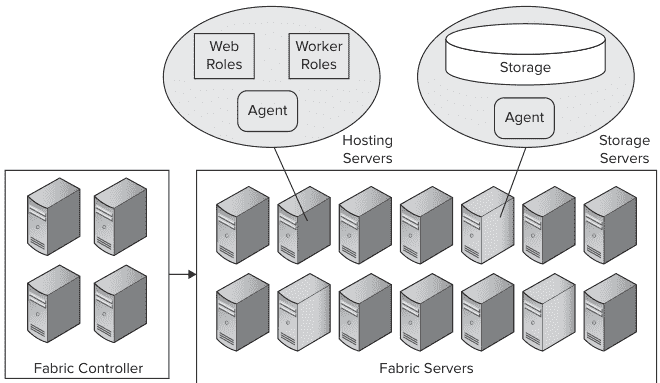 Web
Roles
Worker
Roles
Agent
Hosting
Servers
Storage
Agent
Storage
Servers
Fabric Controller
Fabric Servers